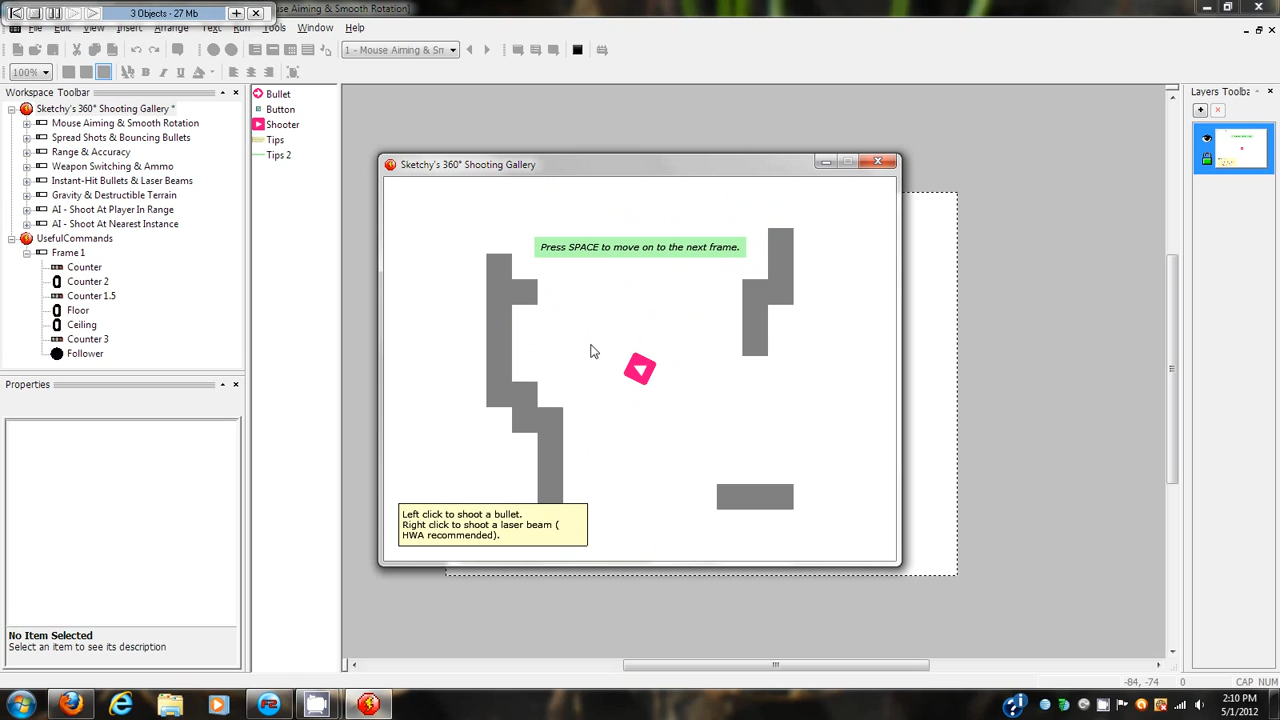 3 Objects - 27 Mb
use Aiming & Smooth Rotation]
File Edit View Insert Arrange Text Run Tools Window Help
1 - Mouse Aiming & Sm
100%
B I U A
Workspace Toolbar
Sketchy's 360° Shooting Gallery *
Mouse Aiming & Smooth Rotation
Spread Shots & Bouncing Bullets
Range & Accuracy
Weapon Switching & Ammo
Instant-Hit Bullets & Laser Beams
Gravity & Destructible Terrain
AI - Shoot At Player In Range
AI - Shoot At Nearest Instance
UsefulCommands
Frame 1
Counter
Counter 2
Counter 1.5
Floor
Ceiling
Counter 3
Follower
Properties
No Item Selected
Select an item to see its description
Bullet
Button
Shooter
Tips
Tips 2
Sketchy's 360° Shooting Gallery
Press SPACE to move on to the next frame.
Left click to shoot a bullet.
Right click to shoot a laser beam (
HWA recommended).
Layers Toolba
-84, -74 0 CAP NUM
2:10 PM
5/1/2012